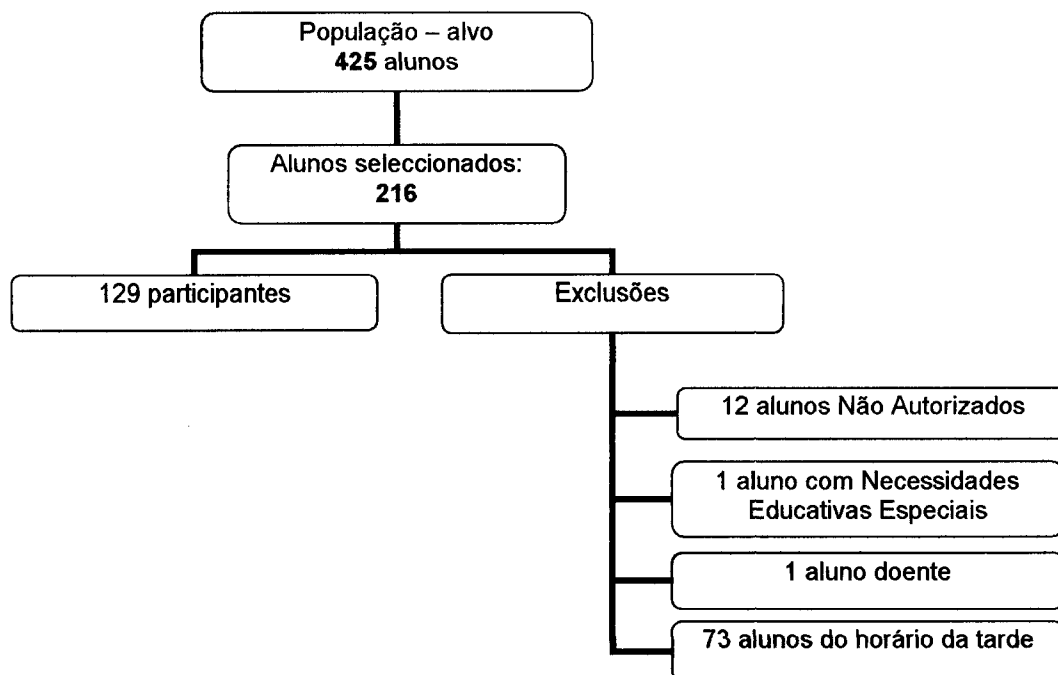 População – alvo
425 alunos
Alunos seleccionados:
216
129 participantes
Exclusões
12 alunos Não Autorizados
1 aluno com Necessidades
Educativas Especiais
1 aluno doente
73 alunos do horário da tarde